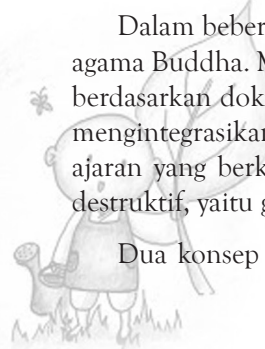 Dalam beber
agama Buddha. M
berdasarkan dok
mengintegrasikan
ajaran yang berk
destruktif, yaitu g
Dua konsep